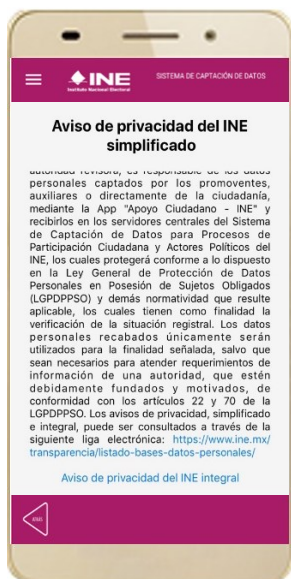 INE
Instituto Nacional Electoral
SISTEMA DE CAPTACIÓN DE DATOS
Aviso de privacidad del INE
simplificado
autoridad revisora, es responsable de los datos
personales captados por los promoventes,
auxiliares o directamente de la ciudadanía,
mediante la App "Apoyo Ciudadano - INE" y
recibirlos en los servidores centrales del Sistema
de Captación de Datos para Procesos de
Participación Ciudadana y Actores Políticos del
INE, los cuales protegerá conforme a lo dispuesto
en la Ley General de Protección de Datos
Personales en Posesión de Sujetos Obligados
(LGPDPPSO) y demás normatividad que resulte
aplicable, los cuales tienen como finalidad la
verificación de la situación registral. Los datos
personales recabados únicamente serán
utilizados para la finalidad señalada, salvo que
sean necesarios para atender requerimientos de
información de una autoridad, que estén
debidamente fundados y motivados, de
conformidad con los artículos 22 y 70 de la
LGPDPPSO. Los avisos de privacidad, simplificado
e integral, puede ser consultados a través de la
siguiente liga electrónica: https://www.ine.mx/
transparencia/listado-bases-datos-personales/
Aviso de privacidad del INE integral